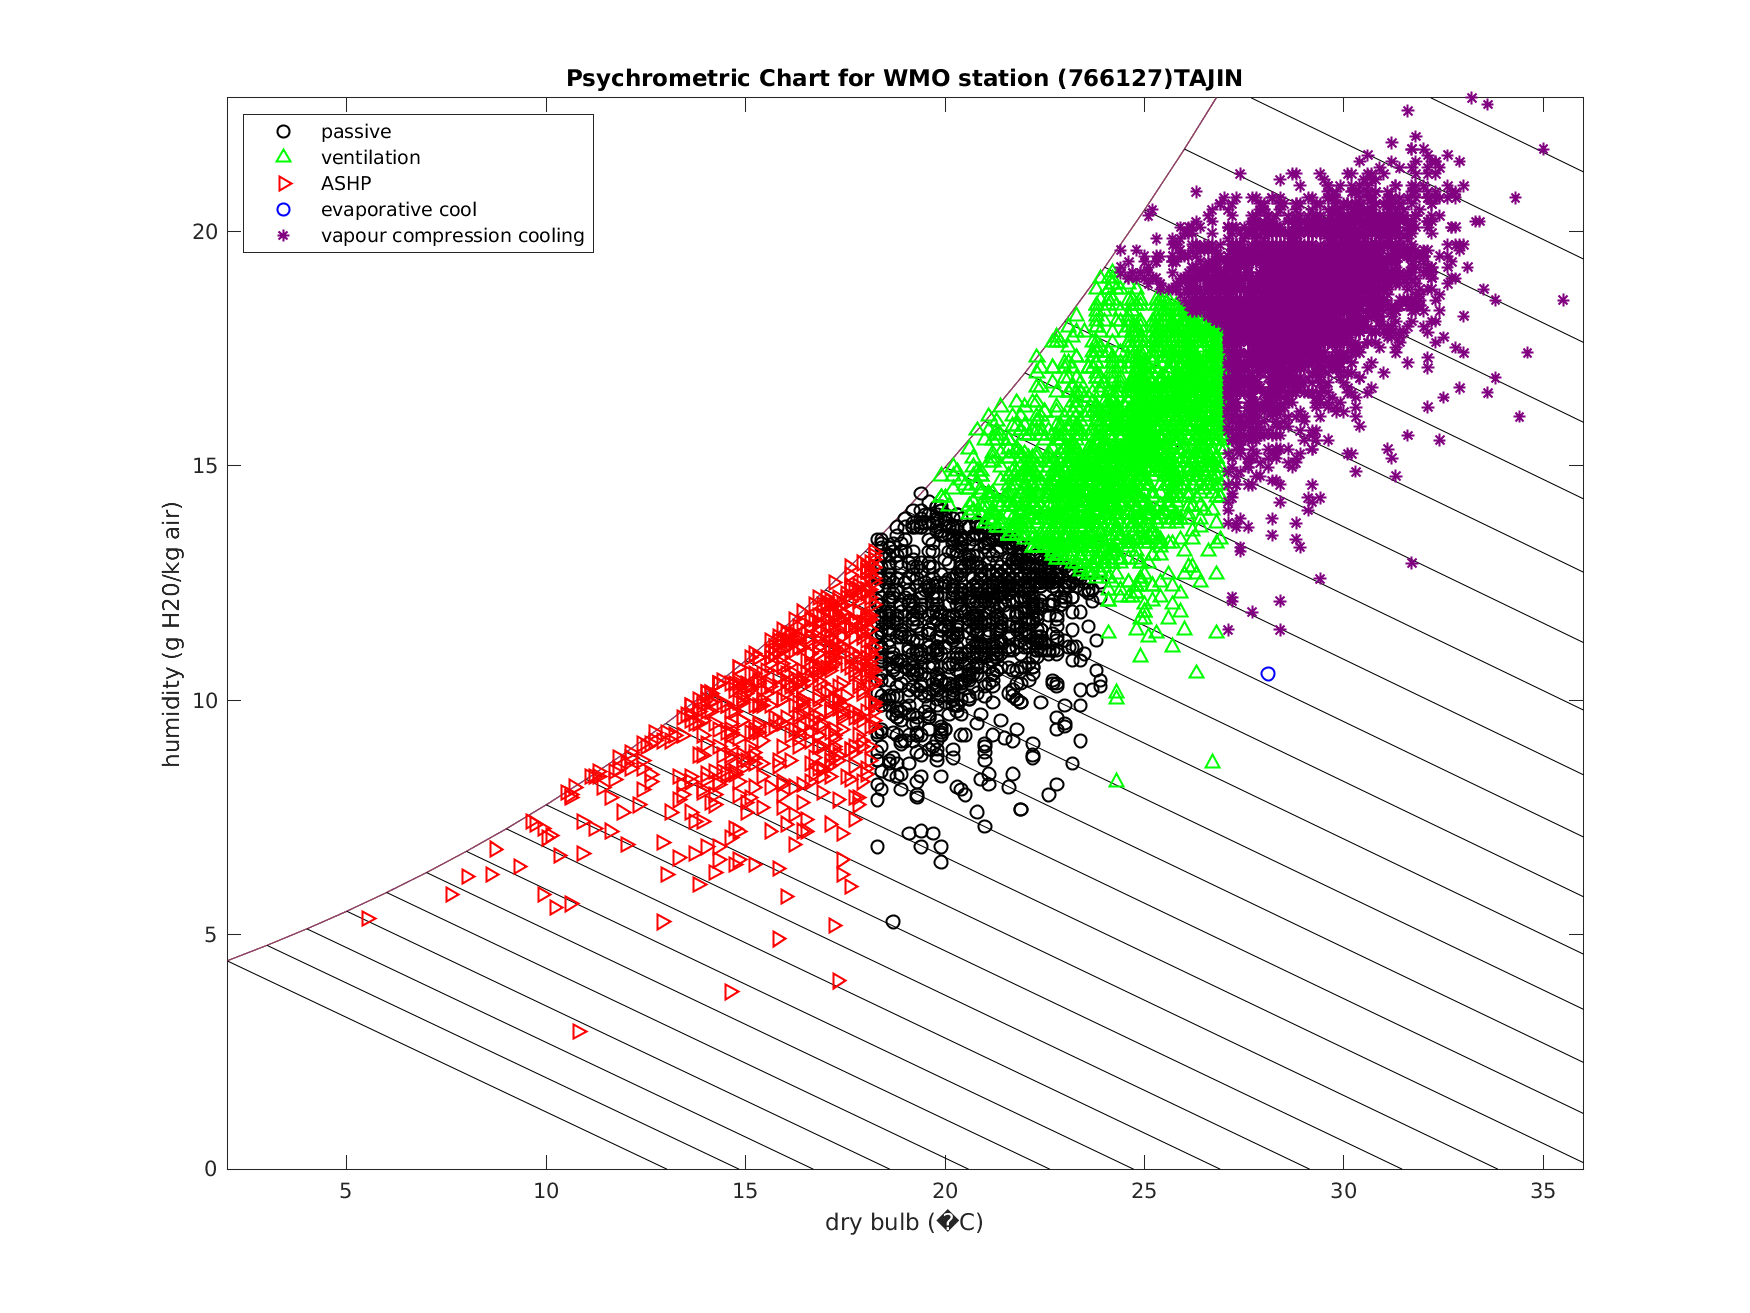 Psychrometric Chart for WMO station (766127)TAJIN
passive
ventilation
ASHP
evaporative cool
vapour compression cooling
humidity (g H20/kg air)
20
15
10
5
0
5 10 15 20 25 30 35
dry bulb (�C)